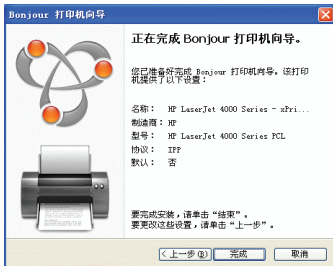 Bonjour 打印机向导
正在完成 Bonjour 打印机向导。
您已准备好完成 Bonjour 打印机向导。该打印
机提供了以下设置：
名称： HP LaserJet 4000 Series - xPri...
制造商：HP
型号： HP LaserJet 4000 Series PCL
协议： IPP
默认： 否
要完成安装，请单击“结束”。
要更改这些设置，请单击“上一步”。
< 上一步(B) 完成 取消